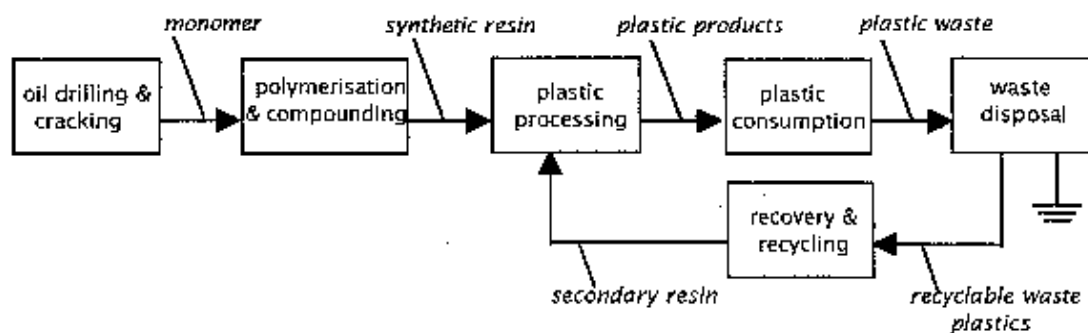 monomer
synthetic resin
plastic products
plastic waste
oil drilling &
cracking
polymerisation
& compounding
plastic
processing
plastic
consumption
waste
disposal
recovery &
recycling
secondary resin
recyclable waste
plastics